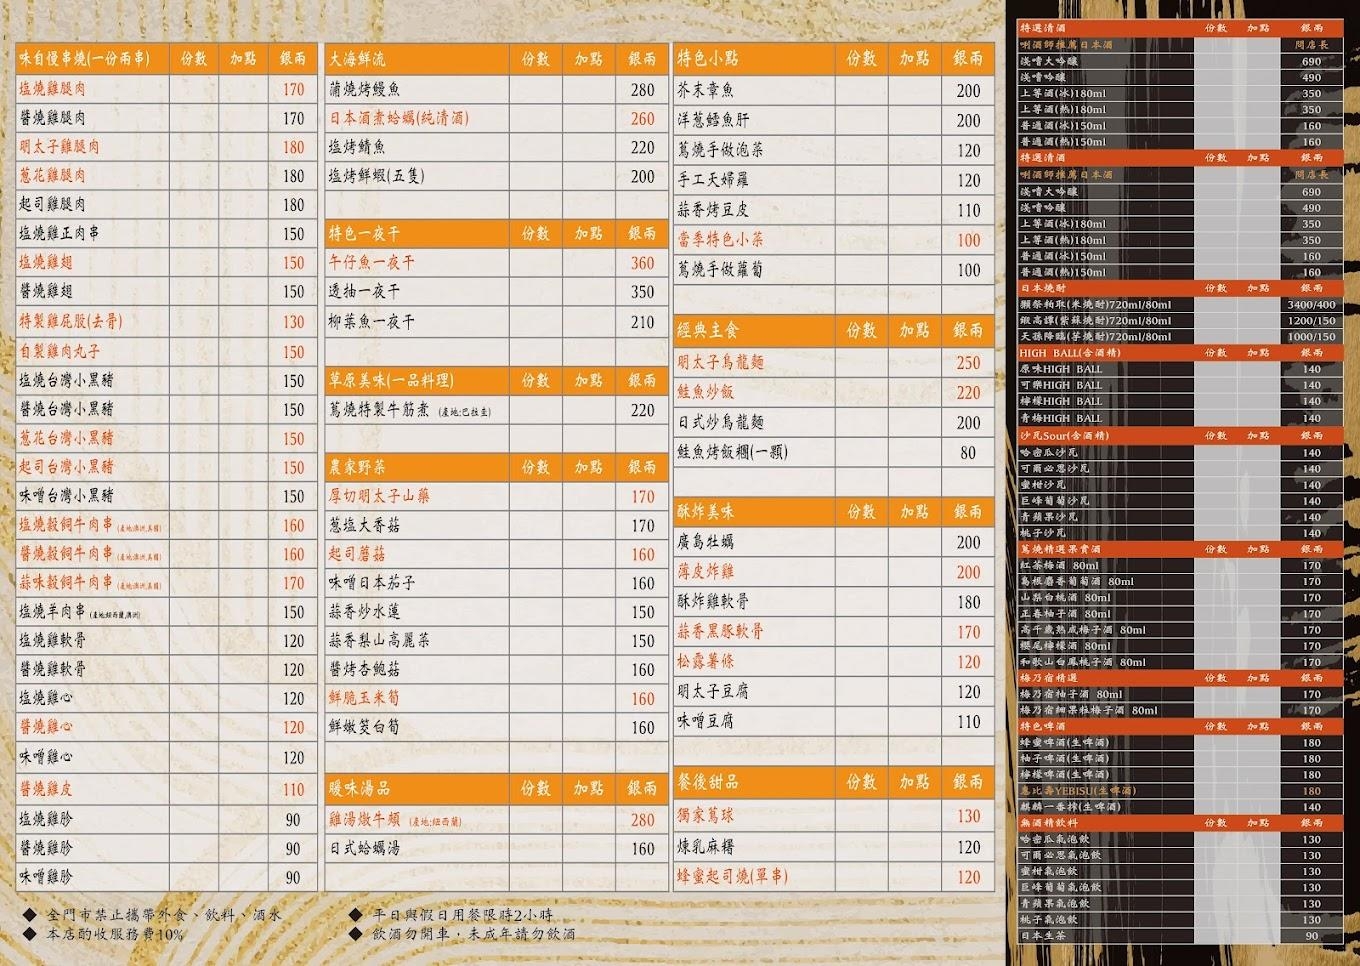 味自慢串燒(一份兩串) 份數 加點 銀兩
塩燒雞腿肉 170
醬燒雞腿肉 170
明太子雞腿肉 180
蔥花雞腿肉 180
起司雞腿肉 180
塩燒雞正肉串 150
塩燒雞翅 150
醬燒雞翅 150
特製雞屁股(去骨) 130
自製雞肉丸子 150
塩燒台灣小黑豬 150
醬燒台灣小黑豬 150
蔥花台灣小黑豬 150
起司台灣小黑豬 150
味噌台灣小黑豬 150
塩燒穀飼牛肉串 (產地:澳洲,美國) 160
醬燒穀飼牛肉串 (產地:澳洲,美國) 160
蒜味穀飼牛肉串 (產地:澳洲,美國) 170
塩燒羊肉串 (產地:紐西蘭,澳洲) 150
塩燒雞軟骨 120
醬燒雞軟骨 120
塩燒雞心 120
醬燒雞心 120
味噌雞心 120
醬燒雞皮 110
塩燒雞胗 90
醬燒雞胗 90
味噌雞胗 90
大海鮮流 份數 加點 銀兩
蒲燒烤鰻魚 280
日本酒煮蛤蠣(純清酒) 260
塩烤鯖魚 220
塩烤鮮蝦(五隻) 200
特色一夜干 份數 加點 銀兩
午仔魚一夜干 360
透抽一夜干 350
柳葉魚一夜干 210
草原美味(一品料理) 份數 加點 銀兩
蔦燒特製牛筋煮 (產地:巴拉圭) 220
農家野菜 份數 加點 銀兩
厚切明太子山藥 170
蔥塩大香菇 170
起司蘑菇 160
味噌日本茄子 160
蒜香炒水蓮 150
蒜香梨山高麗菜 150
醬烤杏鮑菇 160
鮮脆玉米筍 160
鮮嫩筊白筍 160
暖味湯品 份數 加點 銀兩
雞湯燉牛頰 (產地:紐西蘭) 280
日式蛤蠣湯 160
特色小點 份數 加點 銀兩
芥末章魚 200
洋蔥鱈魚肝 200
蔦燒手做泡菜 120
手工天婦羅 120
蒜香烤豆皮 110
當季特色小菜 100
蔦燒手做蘿蔔 100
經典主食 份數 加點 銀兩
明太子烏龍麵 250
鮭魚炒飯 220
日式炒烏龍麵 200
鮭魚烤飯糰(一顆) 80
酥炸美味 份數 加點 銀兩
廣島牡蠣 200
薄皮炸雞 200
酥炸雞軟骨 180
蒜香黑豚軟骨 170
松露薯條 120
明太子豆腐 120
味噌豆腐 110
餐後甜品 份數 加點 銀兩
獨家蔦球 130
煉乳麻糬 120
蜂蜜起司燒(單串) 120
◆ 全門市禁止攜帶外食、飲料、酒水
◆ 本店酌收服務費10%
◆ 平日與假日用餐限時2小時
◆ 飲酒勿開車，未成年請勿飲酒
特選清酒 份數 加點 銀兩
唎酒師推薦日本酒 問店長
淺嚐大吟釀 690
淺嚐吟釀 490
上等酒(冰)180ml 350
上等酒(熱)180ml 350
普通酒(冰)150ml 160
普通酒(熱)150ml 160
特選清酒 份數 加點 銀兩
唎酒師推薦日本酒 問店長
淺嚐大吟釀 690
淺嚐吟釀 490
上等酒(冰)180ml 350
上等酒(熱)180ml 350
普通酒(冰)150ml 160
普通酒(熱)150ml 160
日本燒酎 份數 加點 銀兩
獺祭粕取(米燒酎)720ml/80ml 3400/400
鍛高譚(紫蘇燒酎)720ml/80ml 1200/150
天孫降臨(芋燒酎)720ml/80ml 1000/150
HIGH BALL(含酒精) 份數 加點 銀兩
原味HIGH BALL 140
可樂HIGH BALL 140
檸檬HIGH BALL 140
青梅HIGH BALL 140
沙瓦Sour(含酒精) 份數 加點 銀兩
哈密瓜沙瓦 140
可爾必思沙瓦 140
蜜柑沙瓦 140
巨峰葡萄沙瓦 140
青蘋果沙瓦 140
桃子沙瓦 140
蔦燒精選果實酒 份數 加點 銀兩
紅茶梅酒 80ml 170
島根麝香葡萄酒 80ml 170
山梨白桃酒 80ml 170
正春柚子酒 80ml 170
高千歲熟成梅子酒 80ml 170
櫻尾檸檬酒 80ml 170
和歌山白鳳桃子酒 80ml 170
梅乃宿精選 份數 加點 銀兩
梅乃宿柚子酒 80ml 170
梅乃宿細果粒梅子酒 80ml 170
特色啤酒 份數 加點 銀兩
蜂蜜啤酒(生啤酒) 180
柚子啤酒(生啤酒) 180
檸檬啤酒(生啤酒) 180
惠比壽YEBISU(生啤酒) 180
麒麟一番搾(生啤酒) 140
無酒精飲料 份數 加點 銀兩
哈密瓜氣泡飲 130
可爾必思氣泡飲 130
蜜柑氣泡飲 130
巨峰葡萄氣泡飲 130
青蘋果氣泡飲 130
桃子氣泡飲 130
日本生茶 90